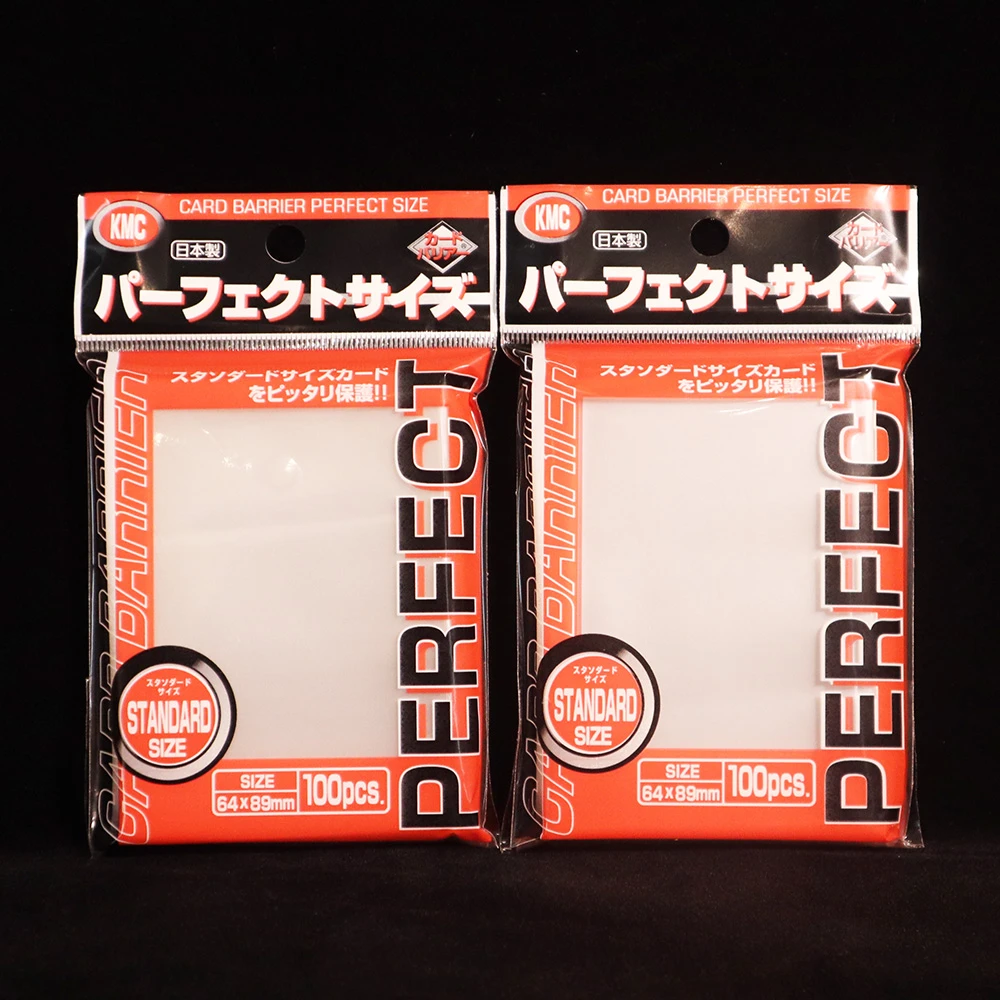 CARD BARRIER PERFECT SIZE
KMC
日本製
カード
バリアー®
パーフェクトサイズ
スタンダードサイズカード
をピッタリ保護!!
CARD BARRIER
PERFECT
スタンダード
サイズ
STANDARD
SIZE
SIZE
64×89mm
100pcs.
CARD BARRIER PERFECT SIZE
KMC
日本製
カード
バリアー
パーフェクトサイズ
スタンダードサイズカード
をピッタリ保護!!
CARD BARRIER
PERFECT
スタンダード
サイズ
STANDARD
SIZE
SIZE
64×89mm
100pcs.